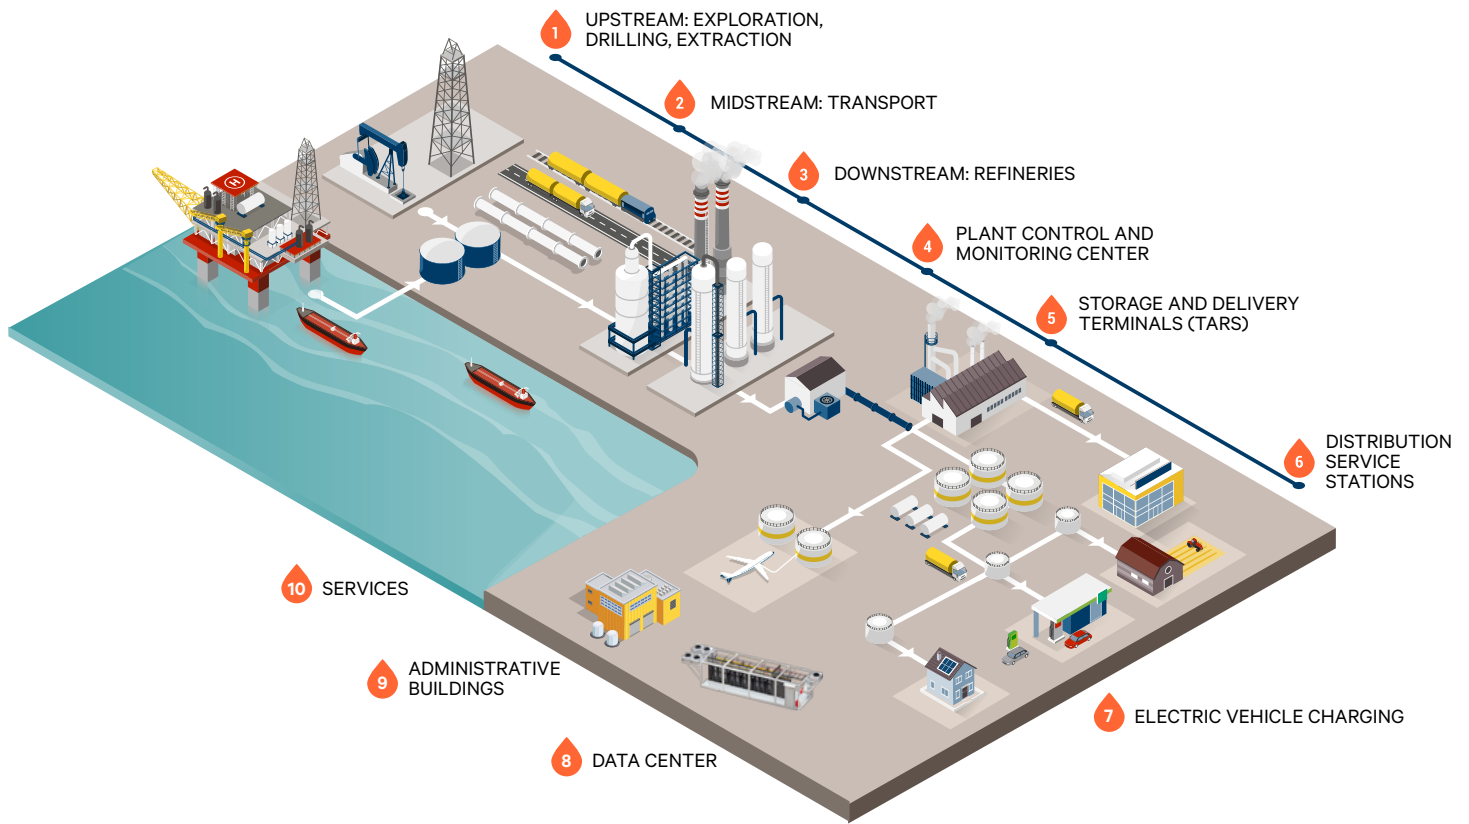 1
UPSTREAM: EXPLORATION,
DRILLING, EXTRACTION
2
MIDSTREAM: TRANSPORT
3
DOWNSTREAM: REFINERIES
4
PLANT CONTROL AND
MONITORING CENTER
5
STORAGE AND DELIVERY
TERMINALS (TARS)
6
DISTRIBUTION
SERVICE
STATIONS
H
10
SERVICES
9
ADMINISTRATIVE
BUILDINGS
7
ELECTRIC VEHICLE CHARGING
8
DATA CENTER